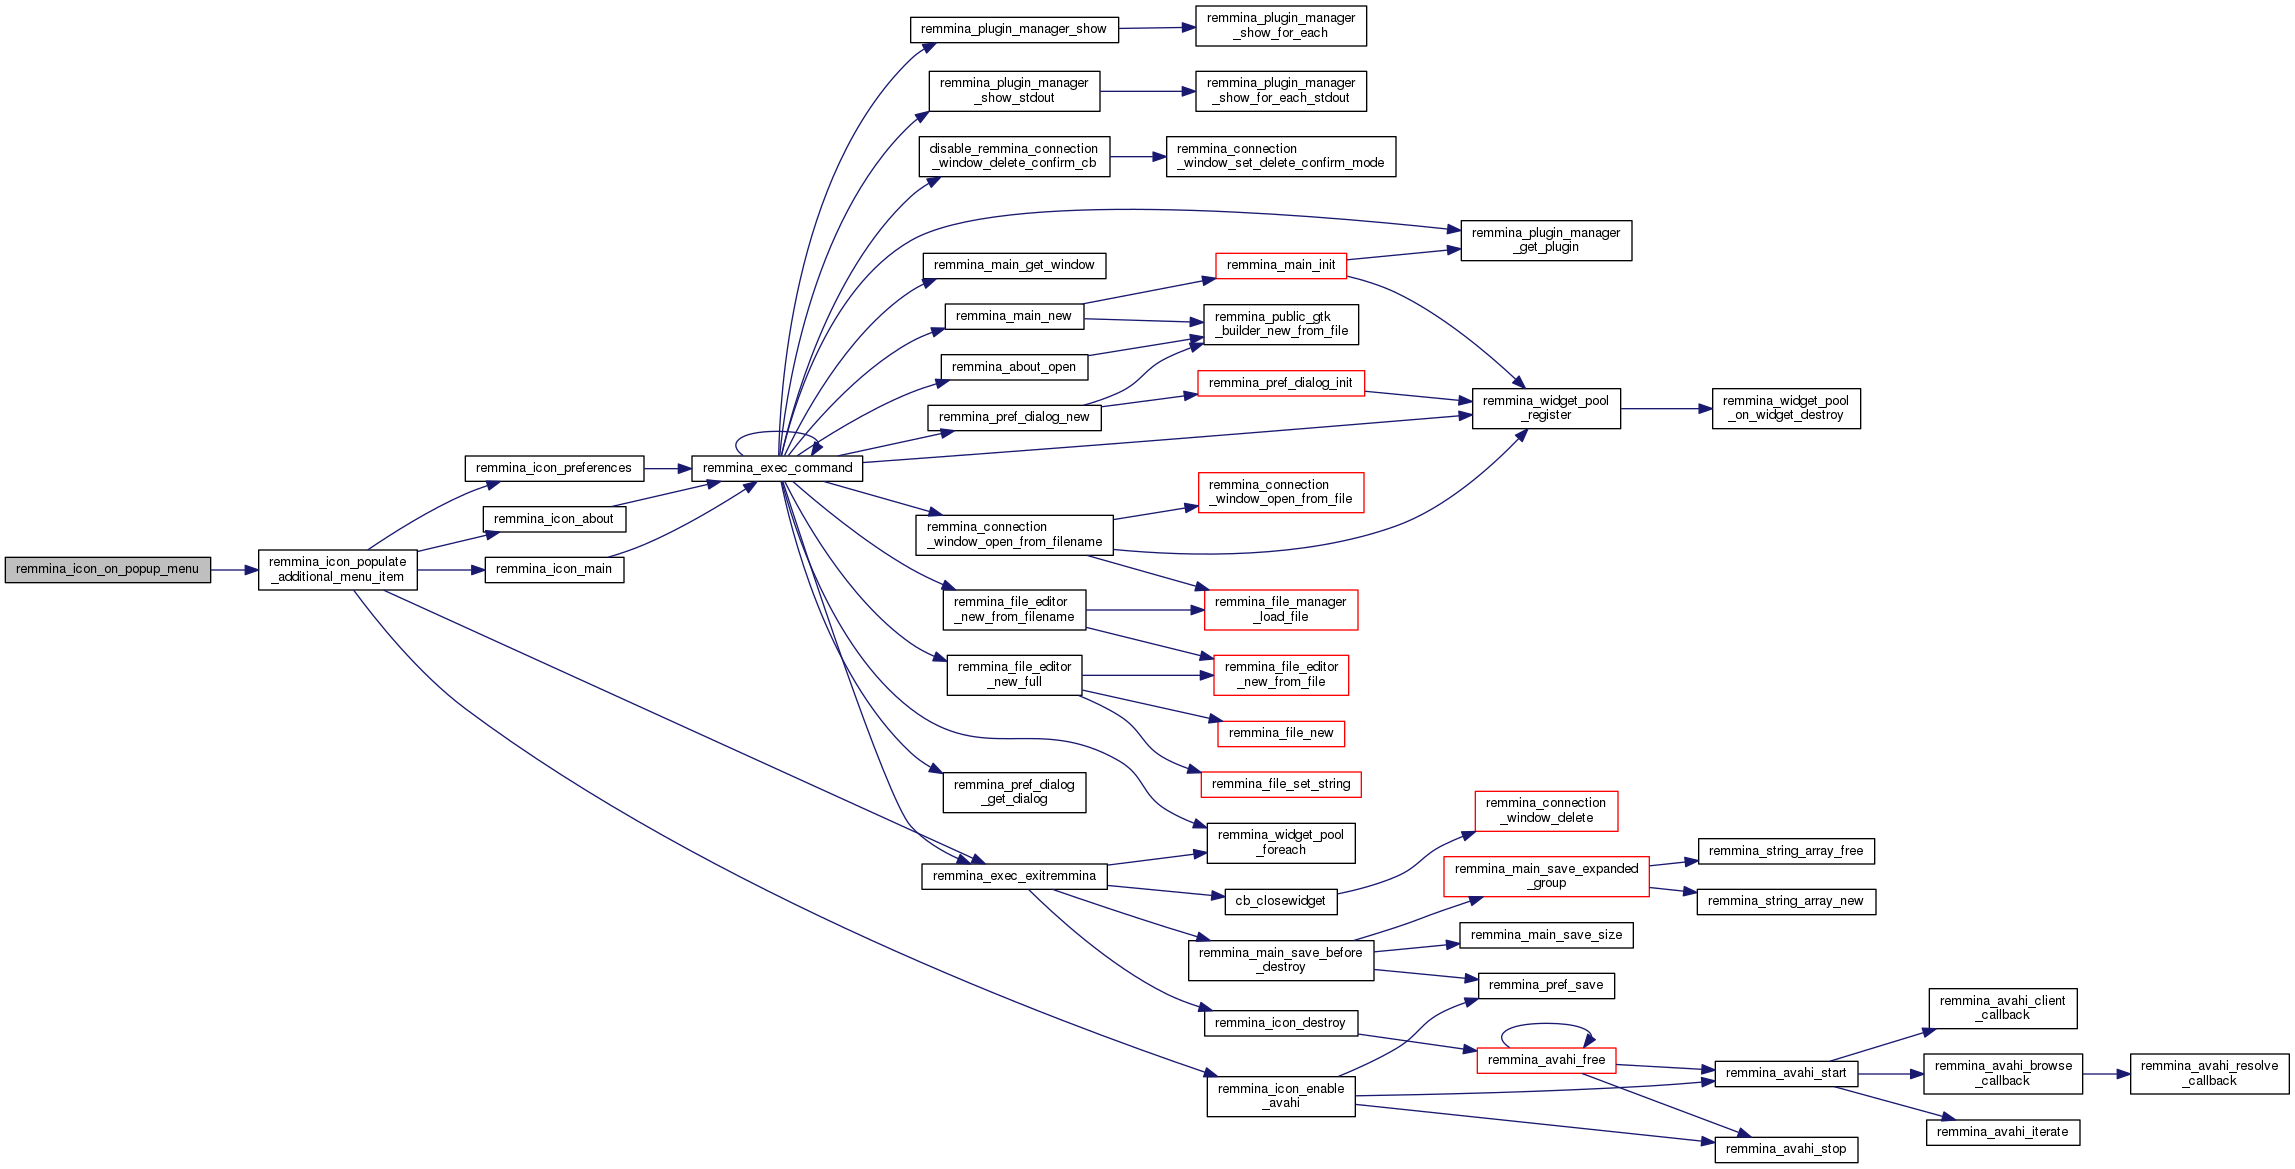 remmina_icon_on_popup_menu
remmina_icon_populate
_additional_menu_item
remmina_icon_preferences
remmina_icon_about
remmina_icon_main
remmina_exec_command
remmina_plugin_manager_show
remmina_plugin_manager
_show_stdout
disable_remmina_connection
_window_delete_confirm_cb
remmina_main_get_window
remmina_main_new
remmina_about_open
remmina_pref_dialog_new
remmina_connection
_window_open_from_filename
remmina_file_editor
_new_from_filename
remmina_file_editor
_new_full
remmina_pref_dialog
_get_dialog
remmina_exec_exitremmina
remmina_plugin_manager
_show_for_each
remmina_plugin_manager
_show_for_each_stdout
remmina_connection
_window_set_delete_confirm_mode
remmina_main_init
remmina_public_gtk
_builder_new_from_file
remmina_pref_dialog_init
remmina_connection
_window_open_from_file
remmina_file_manager
_load_file
remmina_file_editor
_new_from_file
remmina_file_new
remmina_file_set_string
remmina_widget_pool
_foreach
cb_closewidget
remmina_main_save_before
_destroy
remmina_icon_destroy
remmina_icon_enable
_avahi
remmina_plugin_manager
_get_plugin
remmina_widget_pool
_register
remmina_connection
_window_delete
remmina_main_save_expanded
_group
remmina_main_save_size
remmina_pref_save
remmina_avahi_free
remmina_widget_pool
_on_widget_destroy
remmina_string_array_free
remmina_string_array_new
remmina_avahi_start
remmina_avahi_stop
remmina_avahi_client
_callback
remmina_avahi_browse
_callback
remmina_avahi_iterate
remmina_avahi_resolve
_callback